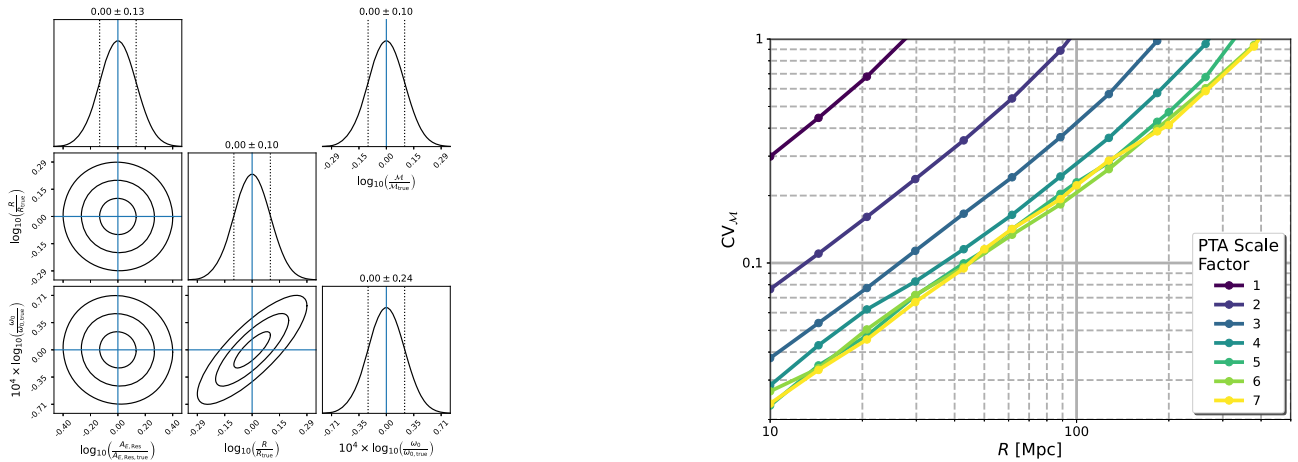 0.00 ± 0.13
0.00 ± 0.10
0.00 ± 0.10
-0.29
-0.15
0.00
0.15
0.29
log10(ℳ/ℳtrue)
0.29
0.15
0.00
-0.15
-0.29
log10(R/Rtrue)
0.00 ± 0.24
0.71
0.35
0.00
-0.35
-0.71
10^4 × log10(ω0/ω0,true)
-0.40
-0.20
0.00
0.20
0.40
log10(AE,Res/AE,Res,true)
-0.29
-0.15
0.00
0.15
0.29
log10(R/Rtrue)
-0.71
-0.35
0.00
0.35
0.71
10^4 × log10(ω0/ω0,true)
1
0.1
CVℳ
10
100
R [Mpc]
PTA Scale
Factor
1
2
3
4
5
6
7